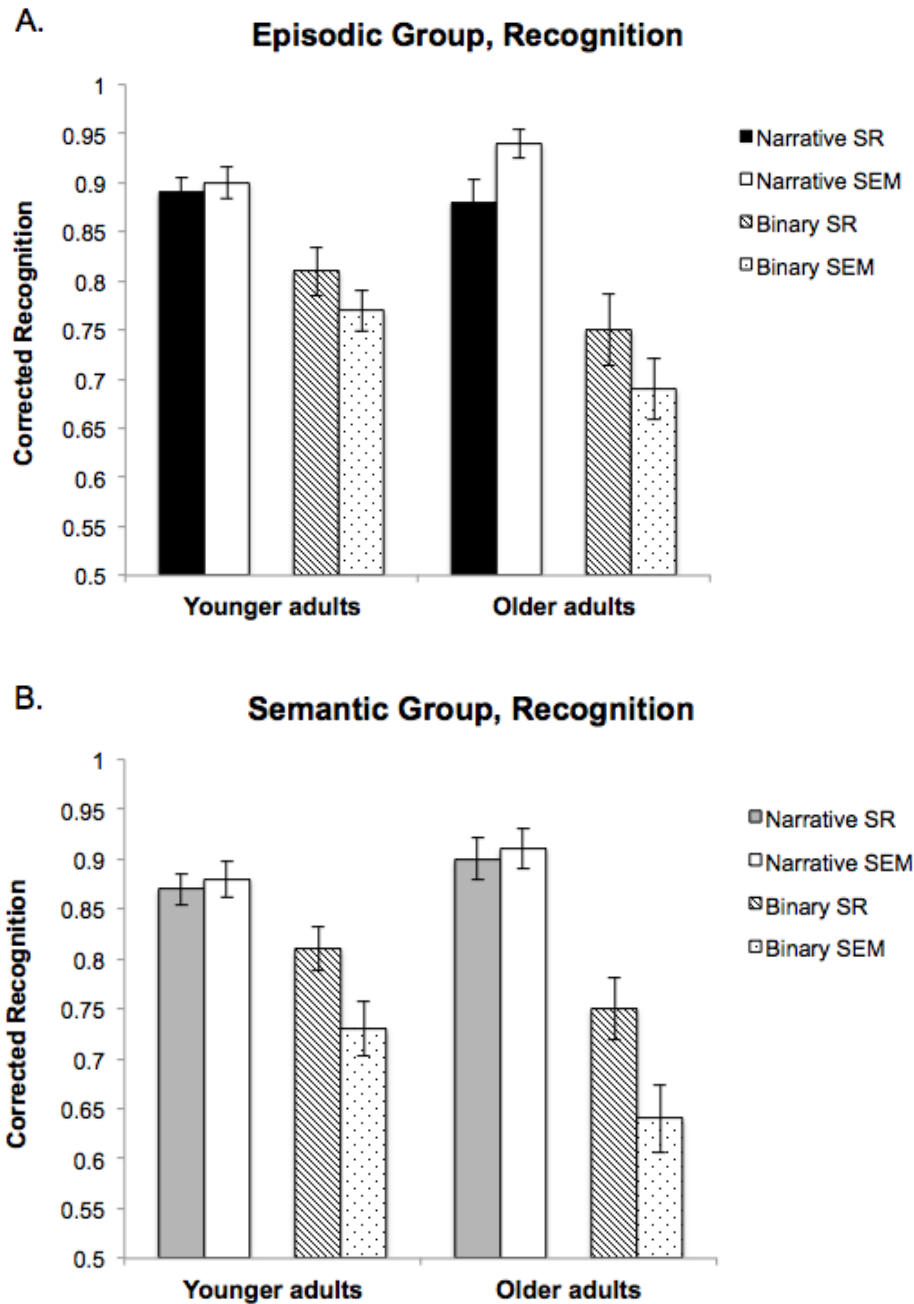 A.
Episodic Group, Recognition
Corrected Recognition
1
0.95
0.9
0.85
0.8
0.75
0.7
0.65
0.6
0.55
0.5
Younger adults
Older adults
Narrative SR
Narrative SEM
Binary SR
Binary SEM
B.
Semantic Group, Recognition
Corrected Recognition
1
0.95
0.9
0.85
0.8
0.75
0.7
0.65
0.6
0.55
0.5
Younger adults
Older adults
Narrative SR
Narrative SEM
Binary SR
Binary SEM